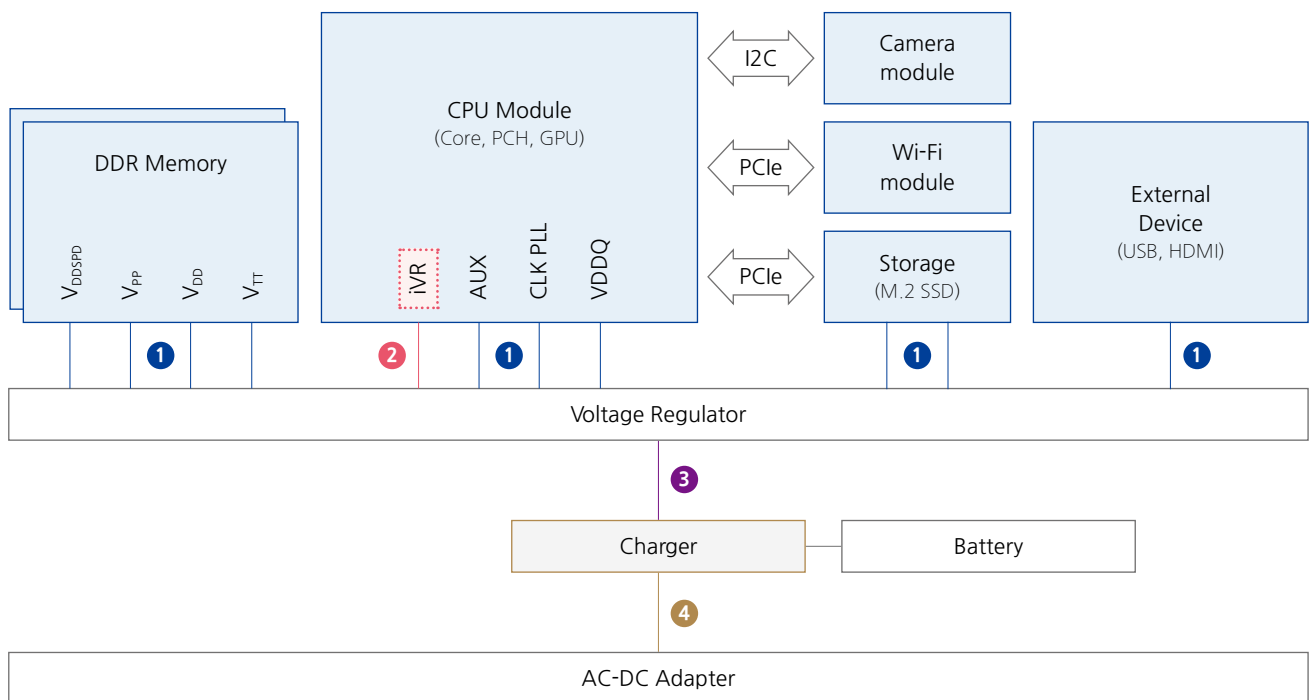 I2C
Camera
module
CPU Module
(Core, PCH, GPU)
DDR Memory
PCIe
Wi-Fi
module
External
Device
(USB, HDMI)
VDDSPD
VPP
VDD
VTT
iVR
AUX
CLK PLL
VDDQ
PCIe
Storage
(M.2 SSD)
1
2
1
1
1
Voltage Regulator
3
Charger
Battery
4
AC-DC Adapter